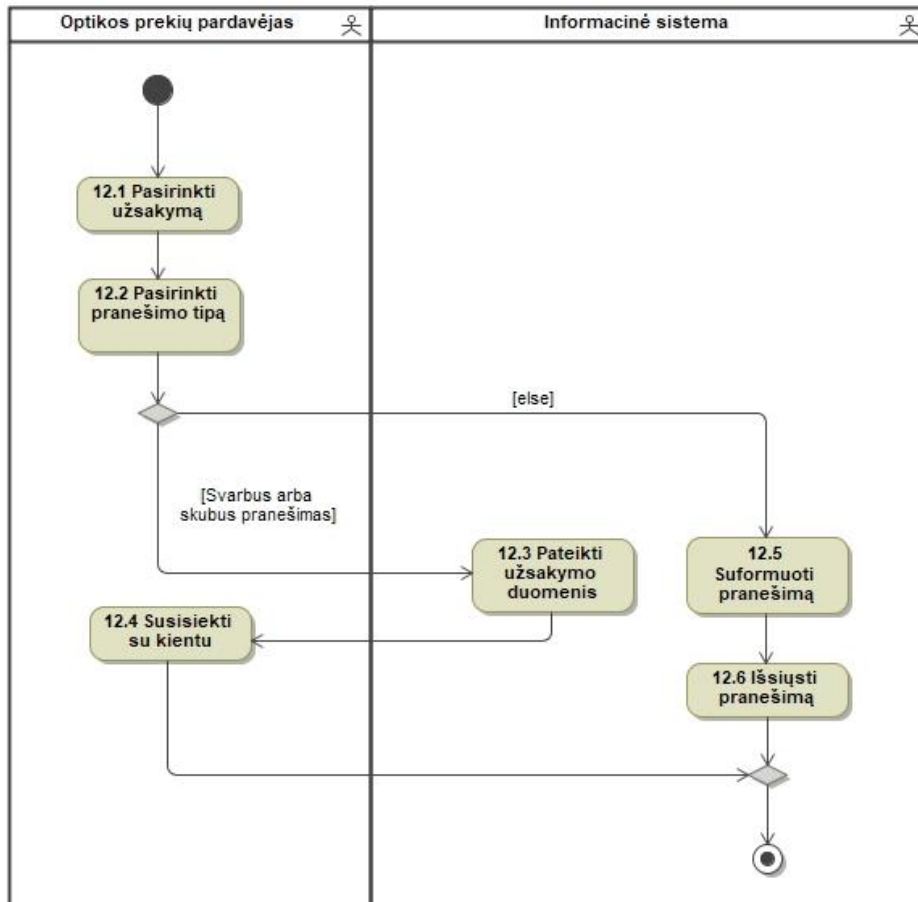 Optikos prekių pardavėjas
Informacinė sistema
12.1 Pasirinkti
užsakymą
12.2 Pasirinkti
pranešimo tipą
[else]
[Svarbus arba
skubus pranešimas]
12.3 Pateikti
užsakymo
duomenis
12.5
Suformuoti
pranešimą
12.4 Susisiekti
su kientu
12.6 Išsiųsti
pranešimą